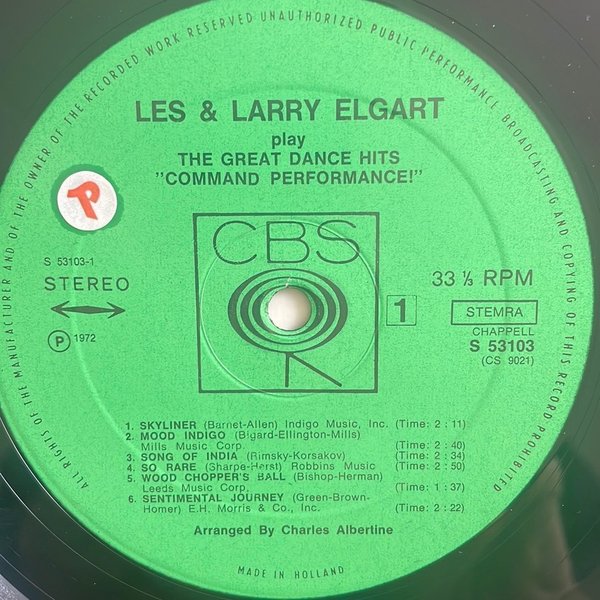 ALL RIGHTS OF THE MANUFACTURER AND OF THE OWNER OF THE RECORDED WORK RESERVED UNAUTHORIZED PUBLIC PERFORMANCE BROADCASTING AND COPYING OF THIS RECORD PROHIBITED
LES & LARRY ELGART
play
THE GREAT DANCE HITS
"COMMAND PERFORMANCE!"
P
CBS
S 53103-1
STEREO
33 ⅓ RPM
1
STEMRA
CHAPPELL
Ⓟ 1972
S 53103
(CS 9021)
1. SKYLINER (Barnet-Allen) Indigo Music, Inc. (Time: 2 : 11)
2. MOOD INDIGO (Bigard-Ellington-Mills)
Mills Music Corp. (Time: 2 : 40)
3. SONG OF INDIA (Rimsky-Korsakov) (Time: 2 : 34)
4. SO RARE (Sharpe-Herst) Robbins Music (Time: 2 : 50)
5. WOOD CHOPPER'S BALL (Bishop-Herman)
Leeds Music Corp. (Time: 1 : 37)
6. SENTIMENTAL JOURNEY (Green-Brown-
Homer) E.H. Morris & Co., Inc. (Time: 2 : 22)
Arranged By Charles Albertine
MADE IN HOLLAND